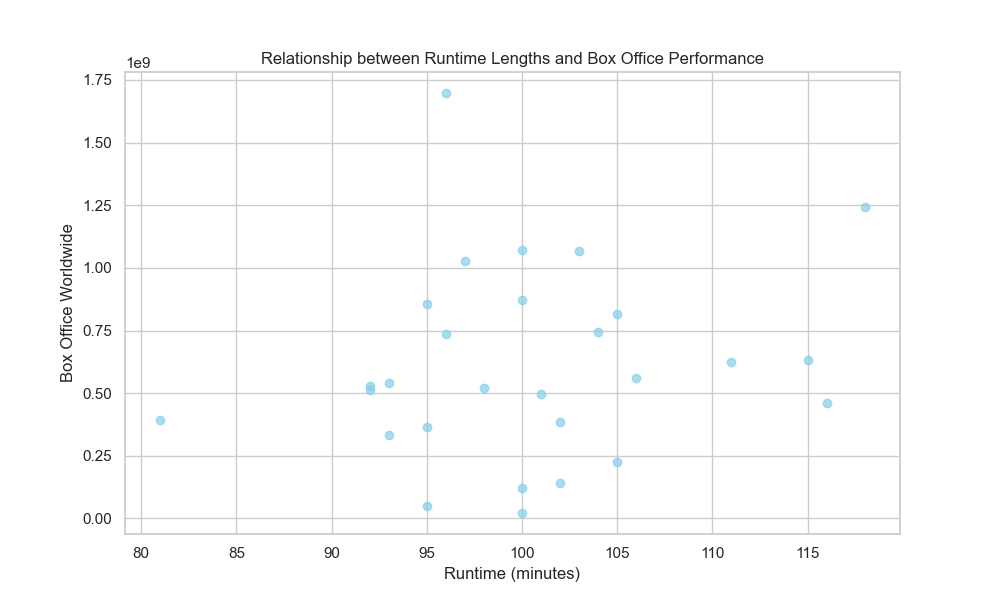 Relationship between Runtime Lengths and Box Office Performance
1e9
1.75
1.50
1.25
1.00
0.75
0.50
0.25
0.00
Box Office Worldwide
80 85 90 95 100 105 110 115
Runtime (minutes)